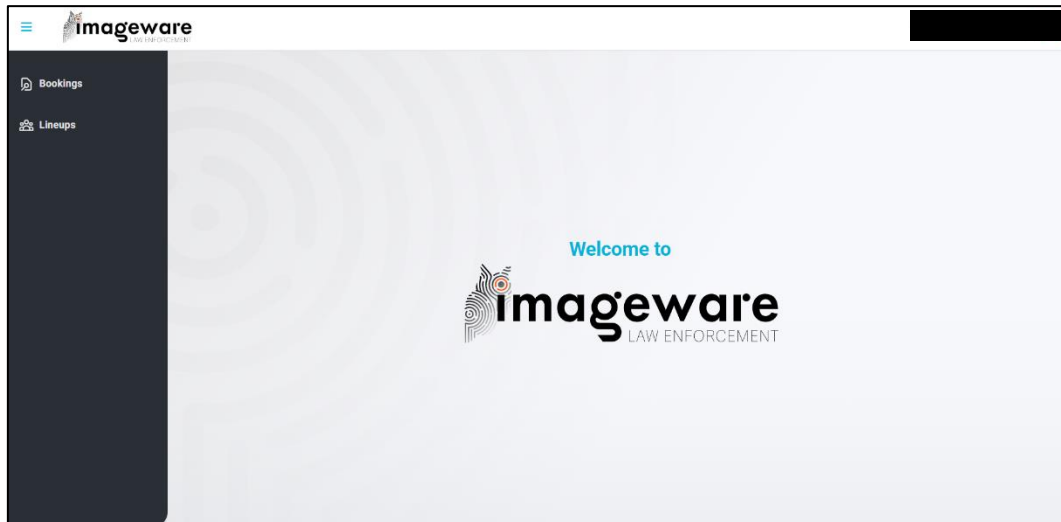 imageware
LAW ENFORCEMENT
Bookings
Lineups
Welcome to
imageware
LAW ENFORCEMENT